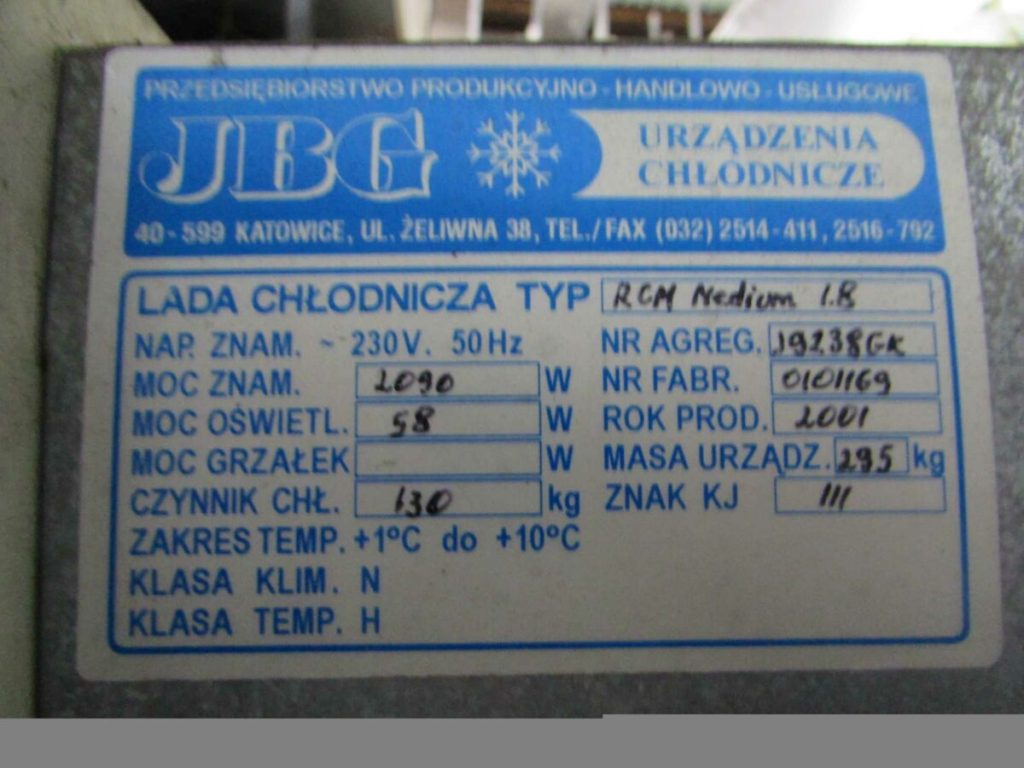 PRZEDSIĘBIORSTWO PRODUKCYJNO - HANDLOWO - USŁUGOWE
JBG
URZĄDZENIA
CHŁODNICZE
40-599 KATOWICE, UL. ŻELIWNA 38, TEL./FAX (032) 2514-411, 2516-792
LADA CHŁODNICZA TYP RCM Medium 1.8
NAP. ZNAM. ~ 230V. 50Hz NR AGREG. J9238GK
MOC ZNAM. 2090 W NR FABR. 0101169
MOC OŚWIETL. 58 W ROK PROD. 2001
MOC GRZAŁEK W MASA URZĄDZ. 295 kg
CZYNNIK CHŁ. 1,30 kg ZNAK KJ III
ZAKRES TEMP. +1°C do +10°C
KLASA KLIM. N
KLASA TEMP. H